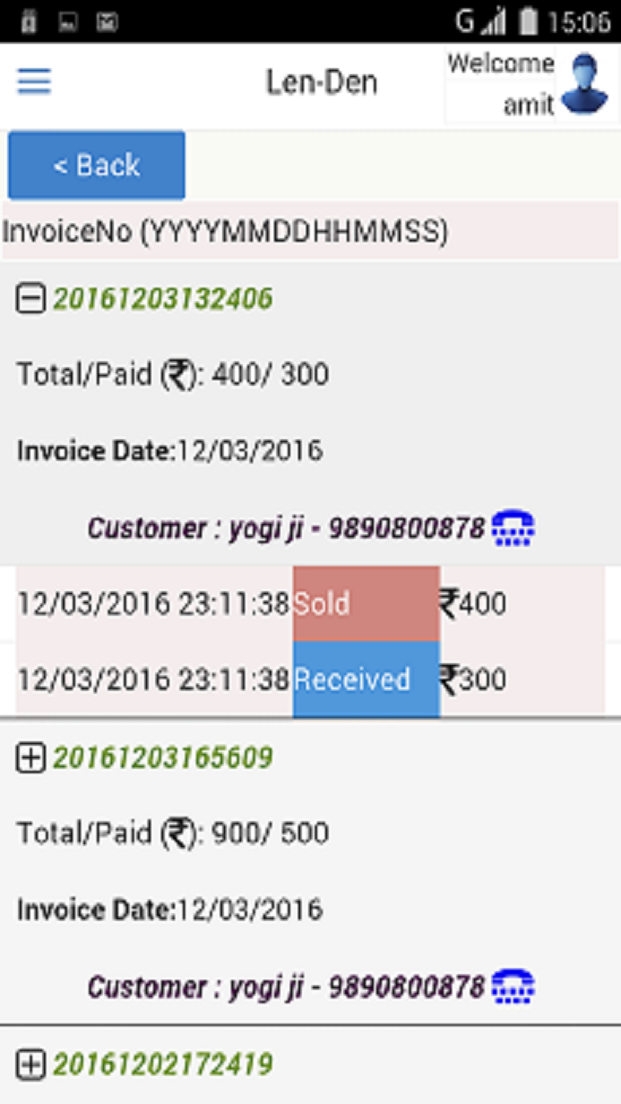 G 15:06
Len-Den
Welcome
amit
< Back
InvoiceNo (YYYYMMDDHHMMSS)
20161203132406
Total/Paid (₹): 400/ 300
Invoice Date:12/03/2016
Customer : yogi ji - 9890800878
12/03/2016 23:11:38 Sold ₹400
12/03/2016 23:11:38 Received ₹300
20161203165609
Total/Paid (₹): 900/ 500
Invoice Date:12/03/2016
Customer : yogi ji - 9890800878
20161202172419